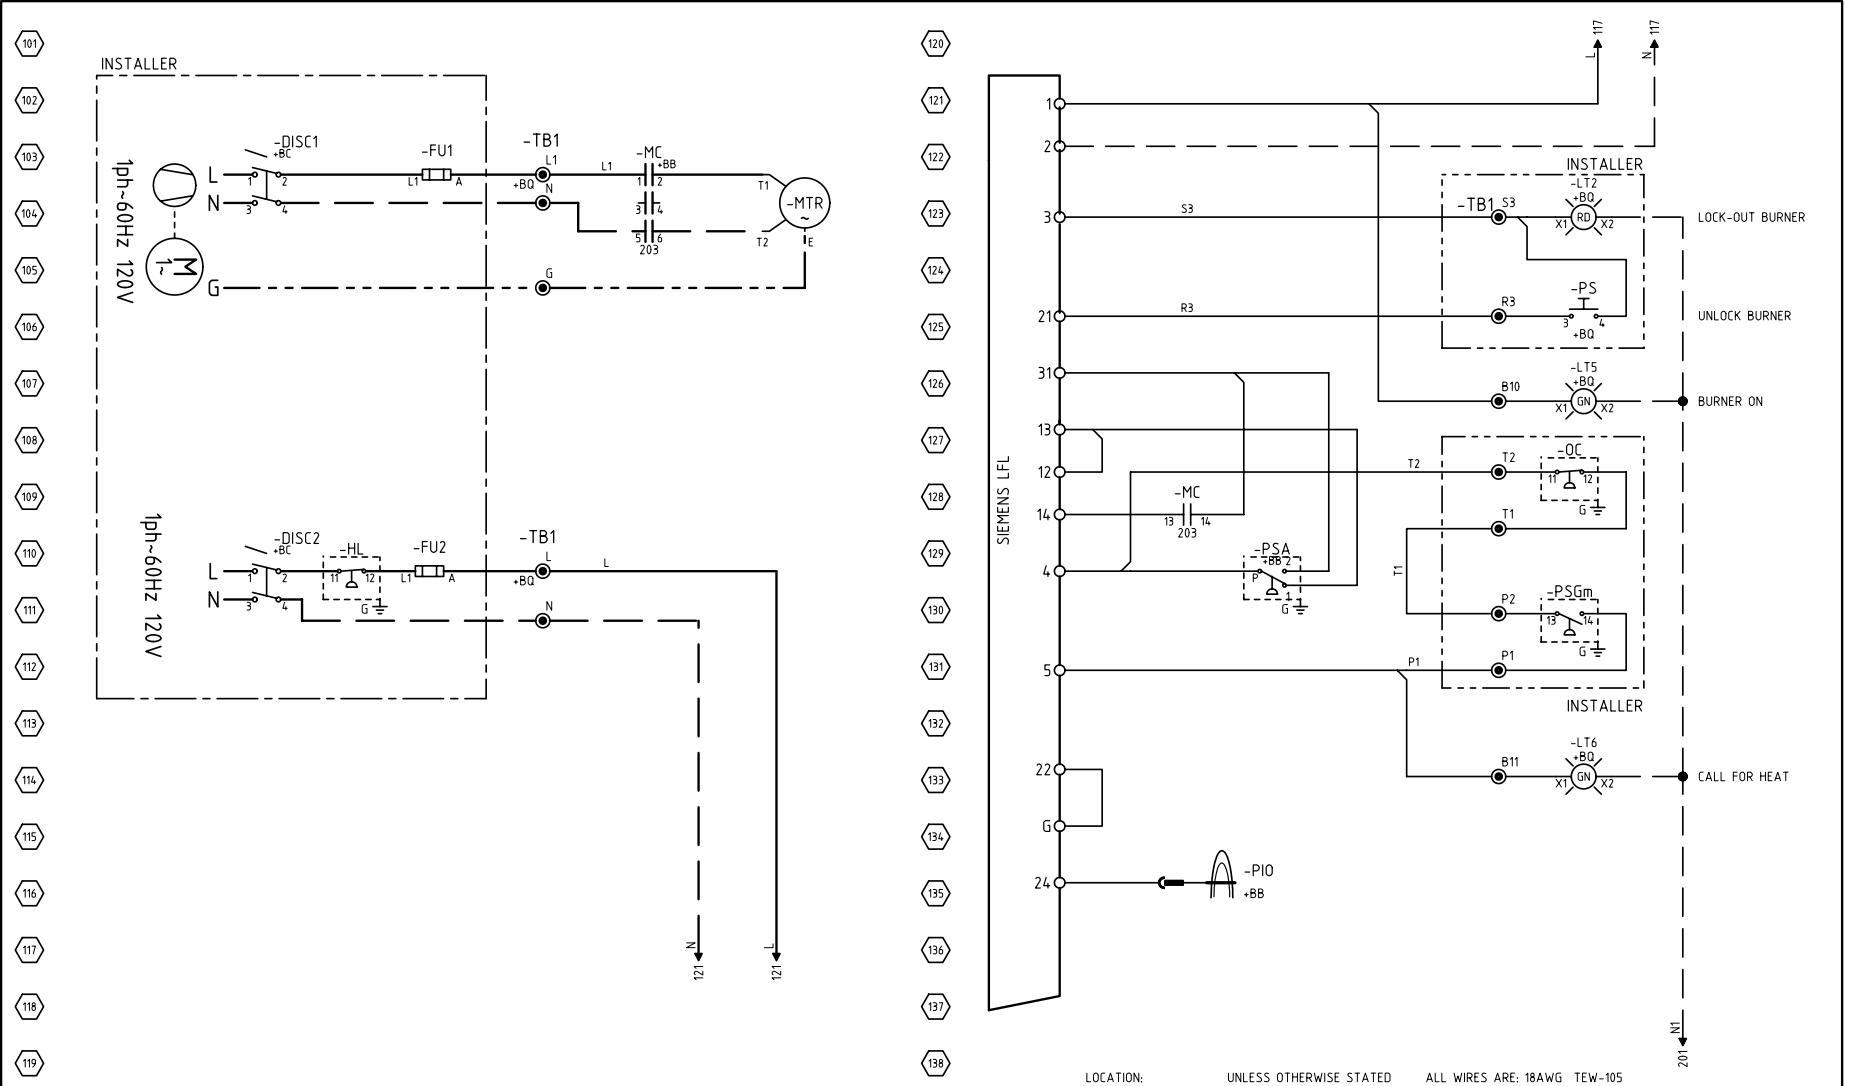 101
102
103
104
105
106
107
108
109
110
111
112
113
114
115
116
117
118
119
INSTALLER
1ph~60Hz 120V
-DISC1
+BC
L
1 2
N
3 4
G
M
1~
-FU1
L1 A
-TB1
L1
+BQ
N
G
L1
-MC
+BB
1 2
3 4
5 6
203
T1
-MTR
~
T2
E
1ph~60Hz 120V
-DISC2
+BC
L
1 2
N
3 4
-HL
11 12
G
-FU2
L1 A
-TB1
L
+BQ
N
L
N
121
L
121
120
121
122
123
124
125
126
127
128
129
130
131
132
133
134
135
136
137
138
SIEMENS LFL
1
2
3
21
31
13
12
14
4
5
22
G
24
L
117
N
117
INSTALLER
S3
-TB1
S3
-LT2
+BQ
X1 RD X2
LOCK-OUT BURNER
R3
R3
-PS
3 4
+BQ
UNLOCK BURNER
B10
-LT5
+BQ
X1 GN X2
BURNER ON
T2
T2
-OC
11 12
G
-MC
13 14
203
T1
T1
-PSA
+BB 2
P
1
G
P2
-PSGm
13 14
G
P1
P1
INSTALLER
B11
-LT6
+BQ
X1 GN X2
CALL FOR HEAT
-PIO
+BB
N1
201
LOCATION: UNLESS OTHERWISE STATED ALL WIRES ARE: 18AWG TEW-105